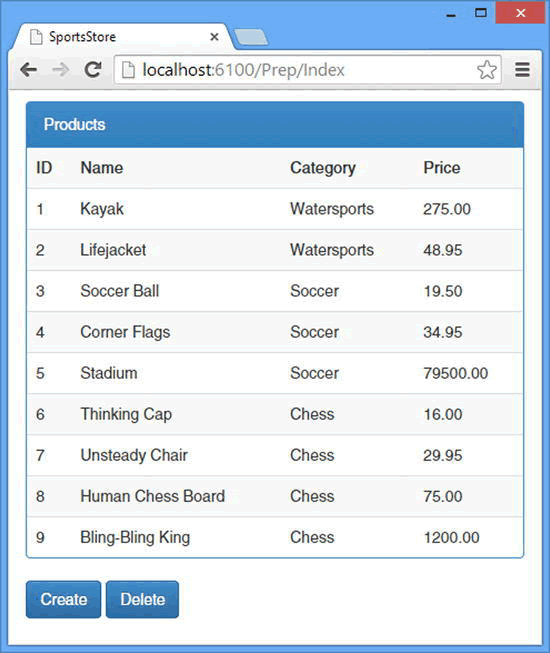 SportsStore
localhost:6100/Prep/Index
Products
ID Name Category Price
1 Kayak Watersports 275.00
2 Lifejacket Watersports 48.95
3 Soccer Ball Soccer 19.50
4 Corner Flags Soccer 34.95
5 Stadium Soccer 79500.00
6 Thinking Cap Chess 16.00
7 Unsteady Chair Chess 29.95
8 Human Chess Board Chess 75.00
9 Bling-Bling King Chess 1200.00
Create Delete